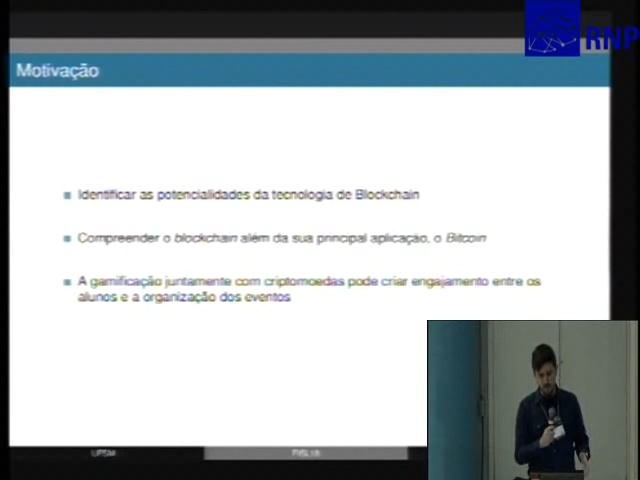 RNP
Motivação
Identificar as potencialidades da tecnologia de Blockchain
Compreender o blockchain além da sua principal aplicação, o Bitcoin
A gamificação juntamente com criptomoedas pode criar engajamento entre os
alunos e a organização dos eventos